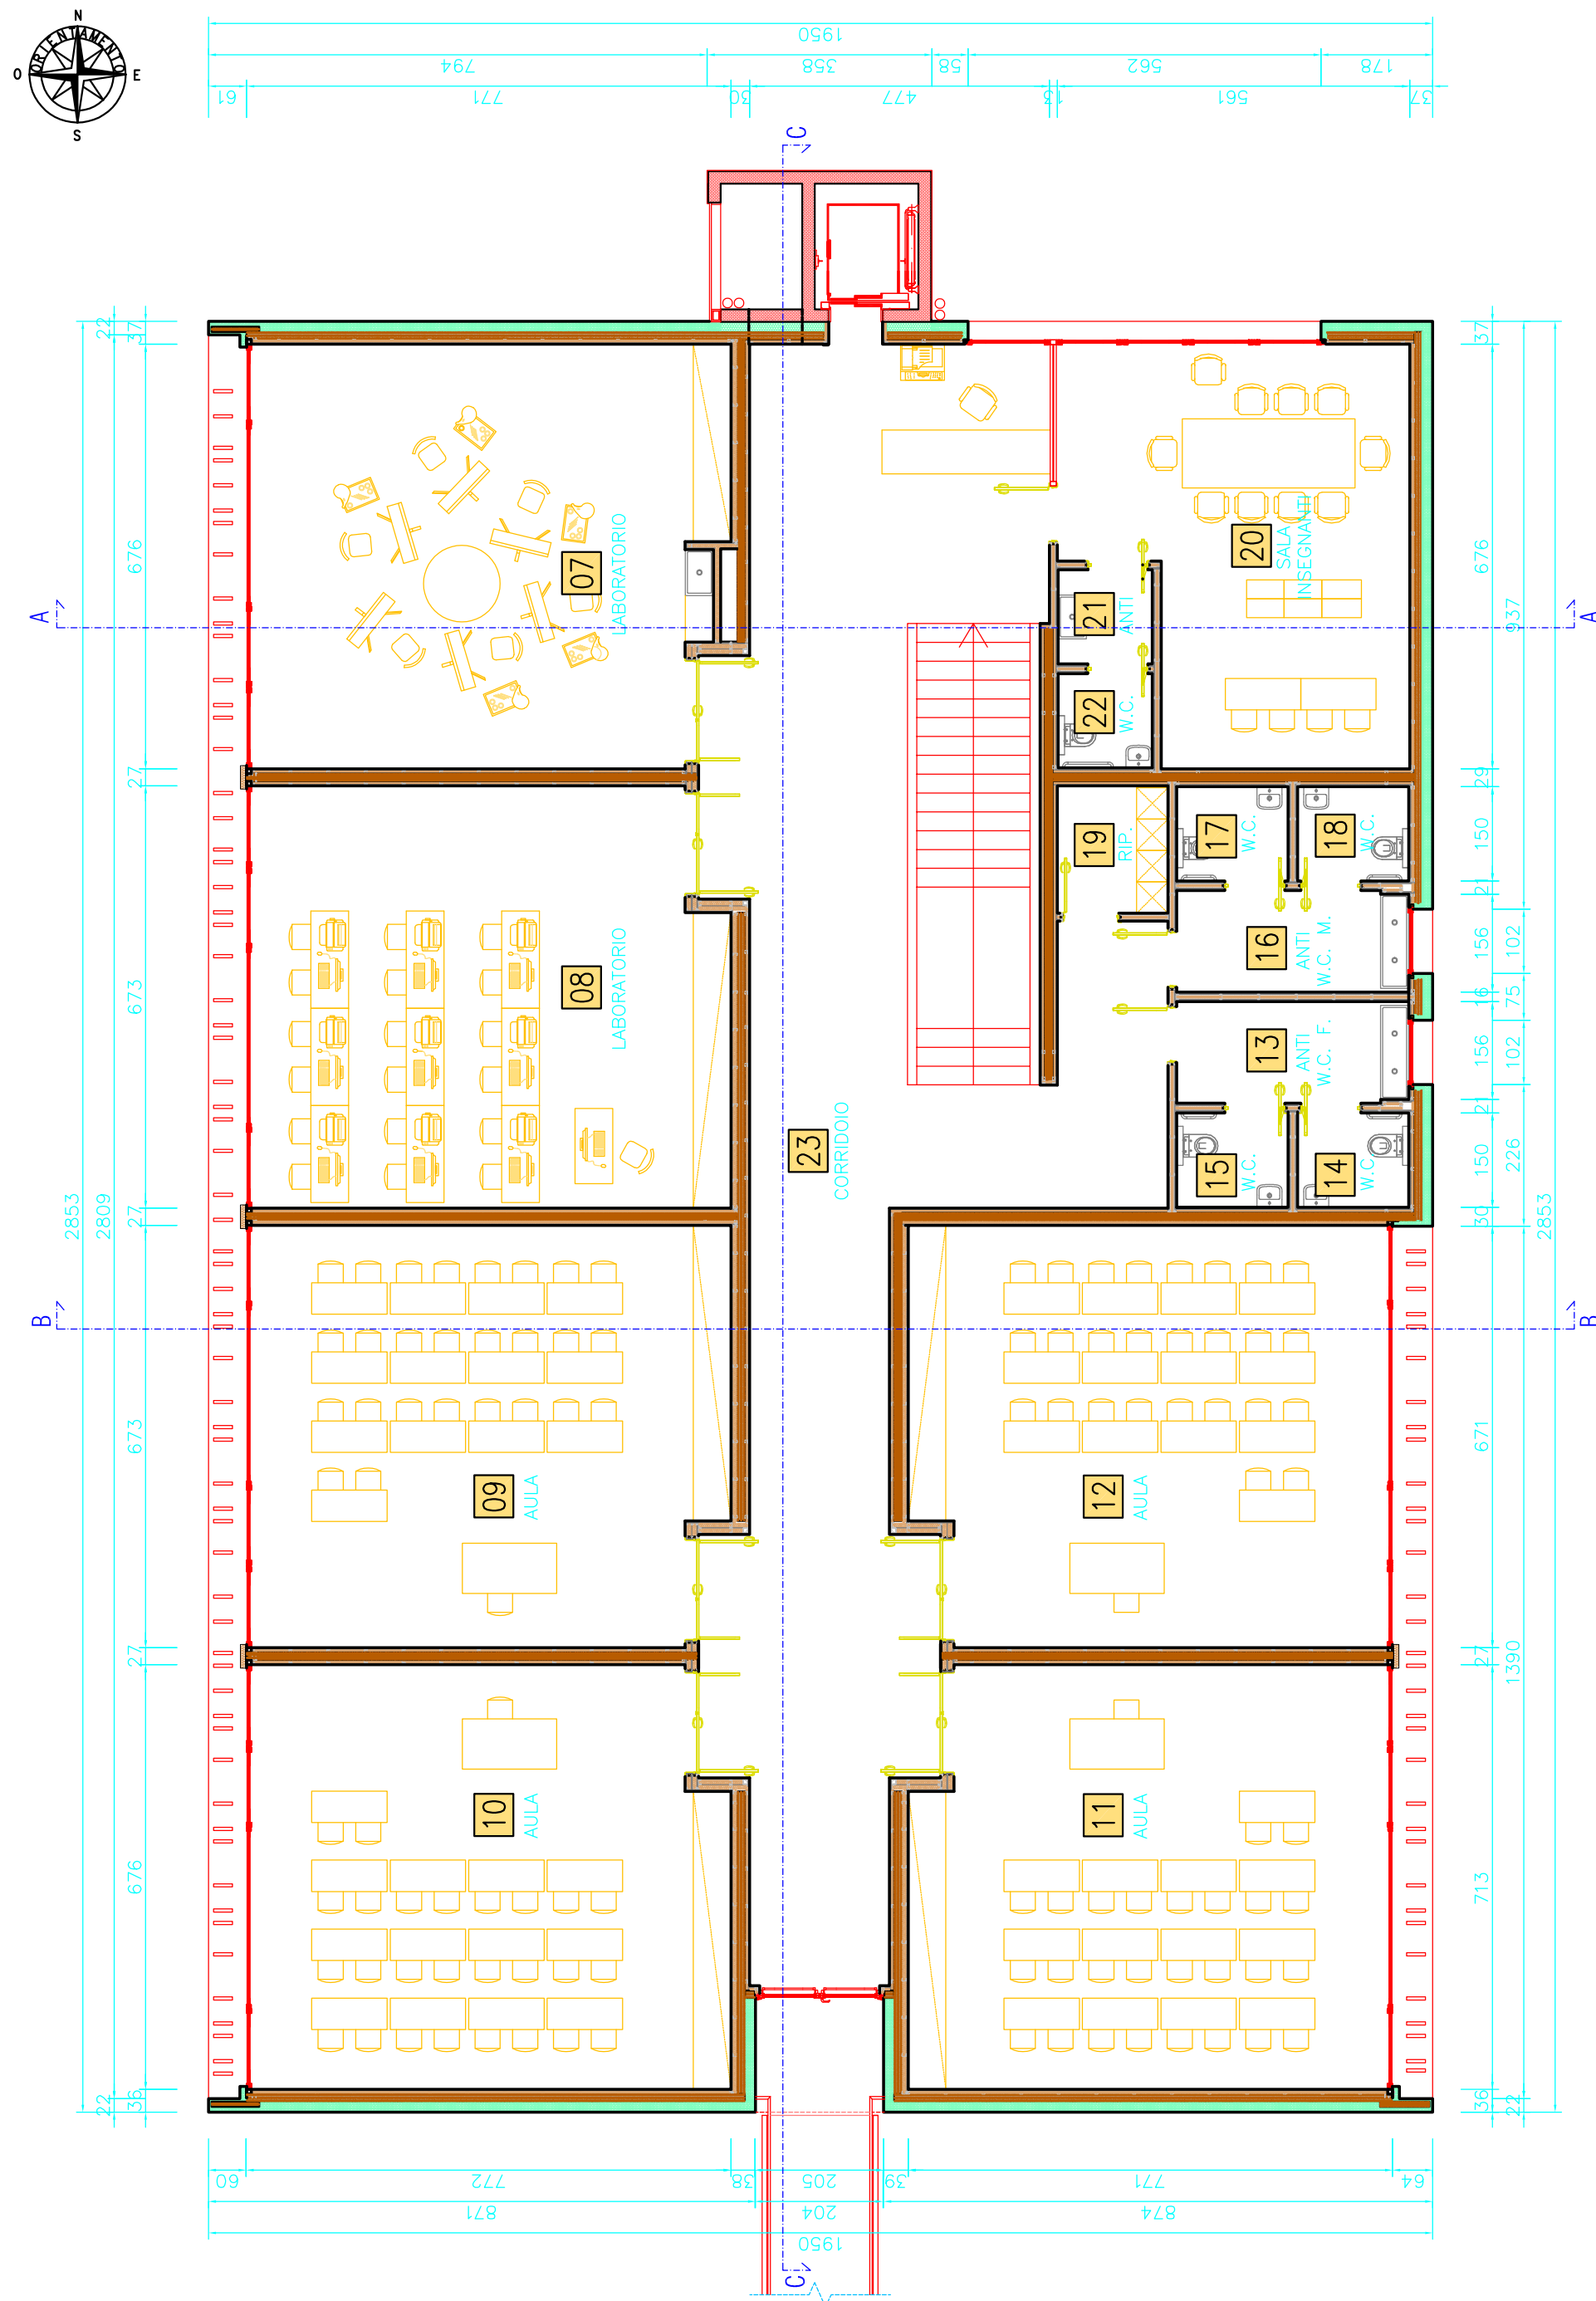 N
ORIENTAMENTO
O
E
S
1950
794
358
58
562
178
61
771
30
477
13
561
37
C
22
37
37
07
LABORATORIO
20
SALA
INSEGNANTI
676
676
937
A
A
21
ANTI
22
W.C.
27
29
19
RIP.
17
W.C.
18
W.C.
150
21
16
ANTI
W.C. M.
156
102
08
LABORATORIO
673
16
75
13
ANTI
W.C. F.
156
102
21
23
CORRIDOIO
15
W.C.
14
W.C.
150
226
2853
2809
27
30
2853
B
B
673
671
09
AULA
12
AULA
27
27
1390
10
AULA
11
AULA
676
713
22
36
36
22
60
772
38
205
39
771
64
871
204
874
1950
C